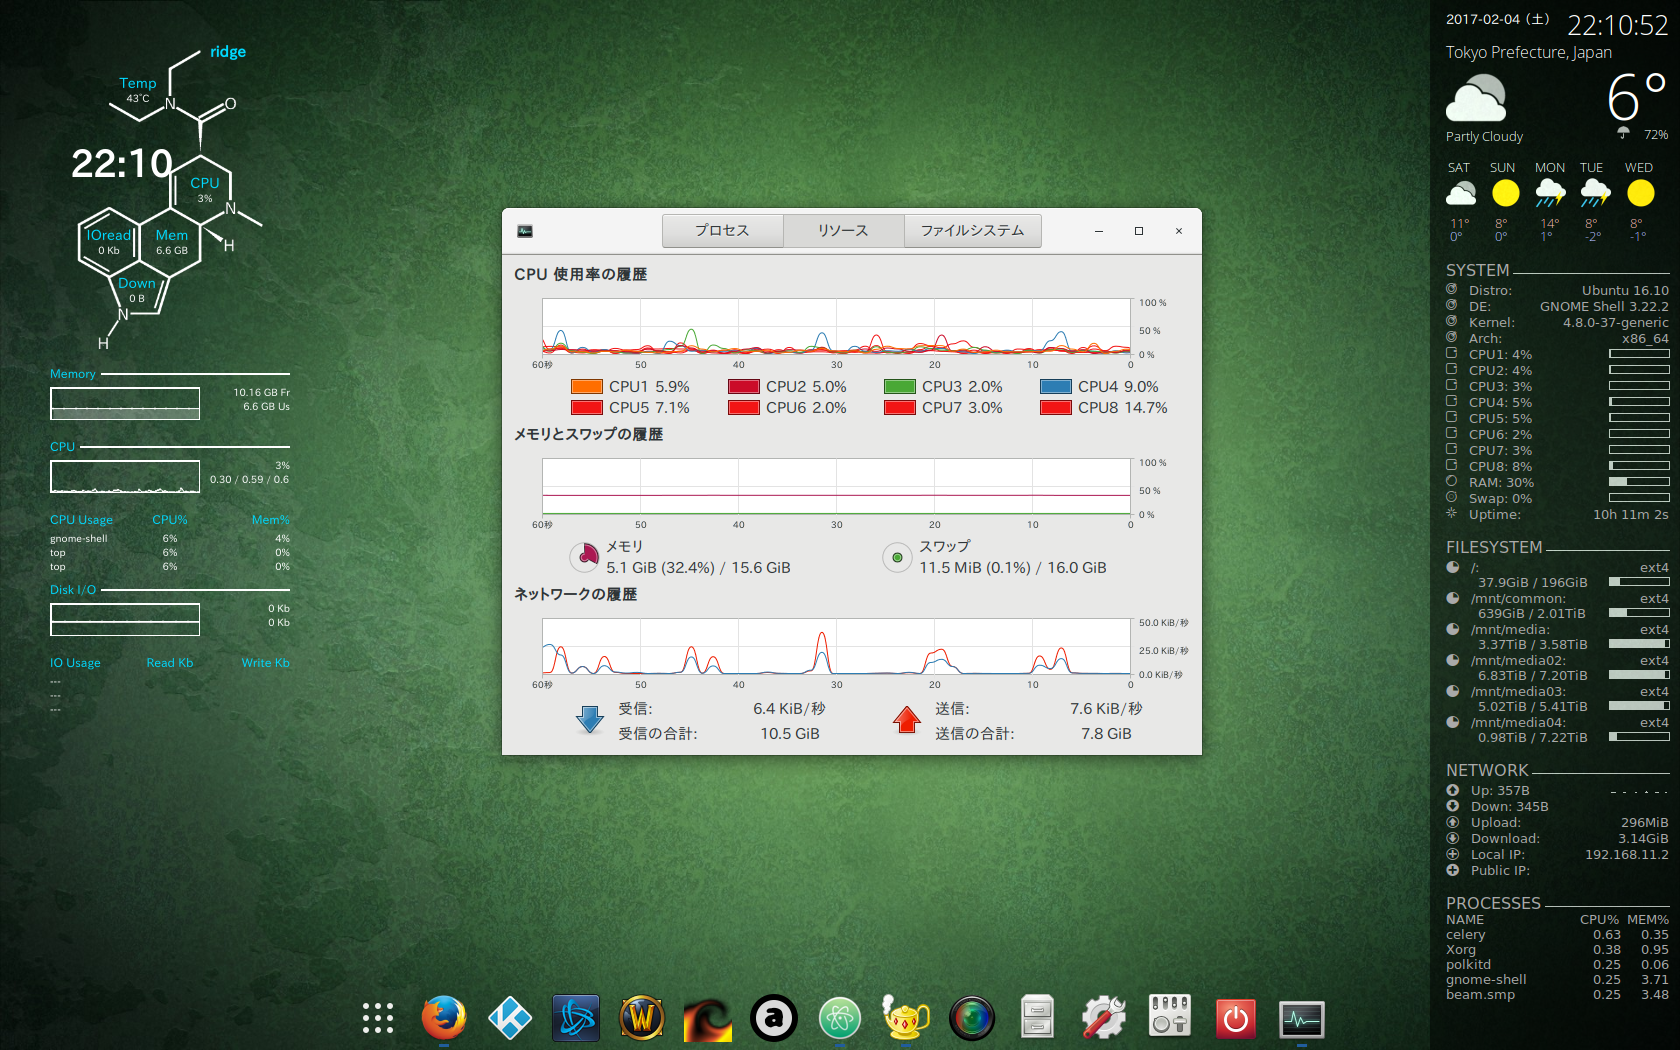 ridge
Temp
43°C
N
O
22:10
CPU
3%
N
IOread
0 Kb
Mem
6.6 GB
H
Down
0 B
N
H
Memory
10.16 GB Fr
6.6 GB Us
CPU
3%
0.30 / 0.59 / 0.6
CPU Usage CPU% Mem%
gnome-shell 6% 4%
top 6% 0%
top 6% 0%
Disk I/O
0 Kb
0 Kb
IO Usage Read Kb Write Kb
---
---
---
プロセス リソース ファイルシステム
CPU 使用率の履歴
100 %
50 %
0 %
60秒 50 40 30 20 10 0
CPU1 5.9% CPU2 5.0% CPU3 2.0% CPU4 9.0%
CPU5 7.1% CPU6 2.0% CPU7 3.0% CPU8 14.7%
メモリとスワップの履歴
100 %
50 %
0 %
60秒 50 40 30 20 10 0
メモリ
5.1 GiB (32.4%) / 15.6 GiB
スワップ
11.5 MiB (0.1%) / 16.0 GiB
ネットワークの履歴
50.0 KiB/秒
25.0 KiB/秒
0.0 KiB/秒
60秒 50 40 30 20 10 0
受信: 6.4 KiB/秒
受信の合計: 10.5 GiB
送信: 7.6 KiB/秒
送信の合計: 7.8 GiB
2017-02-04 (土) 22:10:52
Tokyo Prefecture, Japan
6°
Partly Cloudy 72%
SAT SUN MON TUE WED
11° 8° 14° 8° 8°
0° 0° 1° -2° -1°
SYSTEM
Distro: Ubuntu 16.10
DE: GNOME Shell 3.22.2
Kernel: 4.8.0-37-generic
Arch: x86_64
CPU1: 4%
CPU2: 4%
CPU3: 3%
CPU4: 5%
CPU5: 5%
CPU6: 2%
CPU7: 3%
CPU8: 8%
RAM: 30%
Swap: 0%
Uptime: 10h 11m 2s
FILESYSTEM
/: ext4
37.9GiB / 196GiB
/mnt/common: ext4
639GiB / 2.01TiB
/mnt/media: ext4
3.37TiB / 3.58TiB
/mnt/media02: ext4
6.83TiB / 7.20TiB
/mnt/media03: ext4
5.02TiB / 5.41TiB
/mnt/media04: ext4
0.98TiB / 7.22TiB
NETWORK
Up: 357B
Down: 345B
Upload: 296MiB
Download: 3.14GiB
Local IP: 192.168.11.2
Public IP:
PROCESSES
NAME CPU% MEM%
celery 0.63 0.35
Xorg 0.38 0.95
polkitd 0.25 0.06
gnome-shell 0.25 3.71
beam.smp 0.25 3.48
W
a